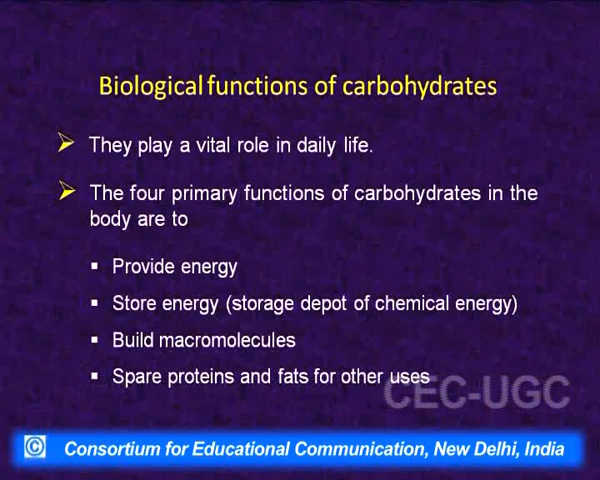 Biological functions of carbohydrates
They play a vital role in daily life.
The four primary functions of carbohydrates in the
body are to
Provide energy
Store energy (storage depot of chemical energy)
Build macromolecules
Spare proteins and fats for other uses
CEC-UGC
© Consortium for Educational Communication, New Delhi, India